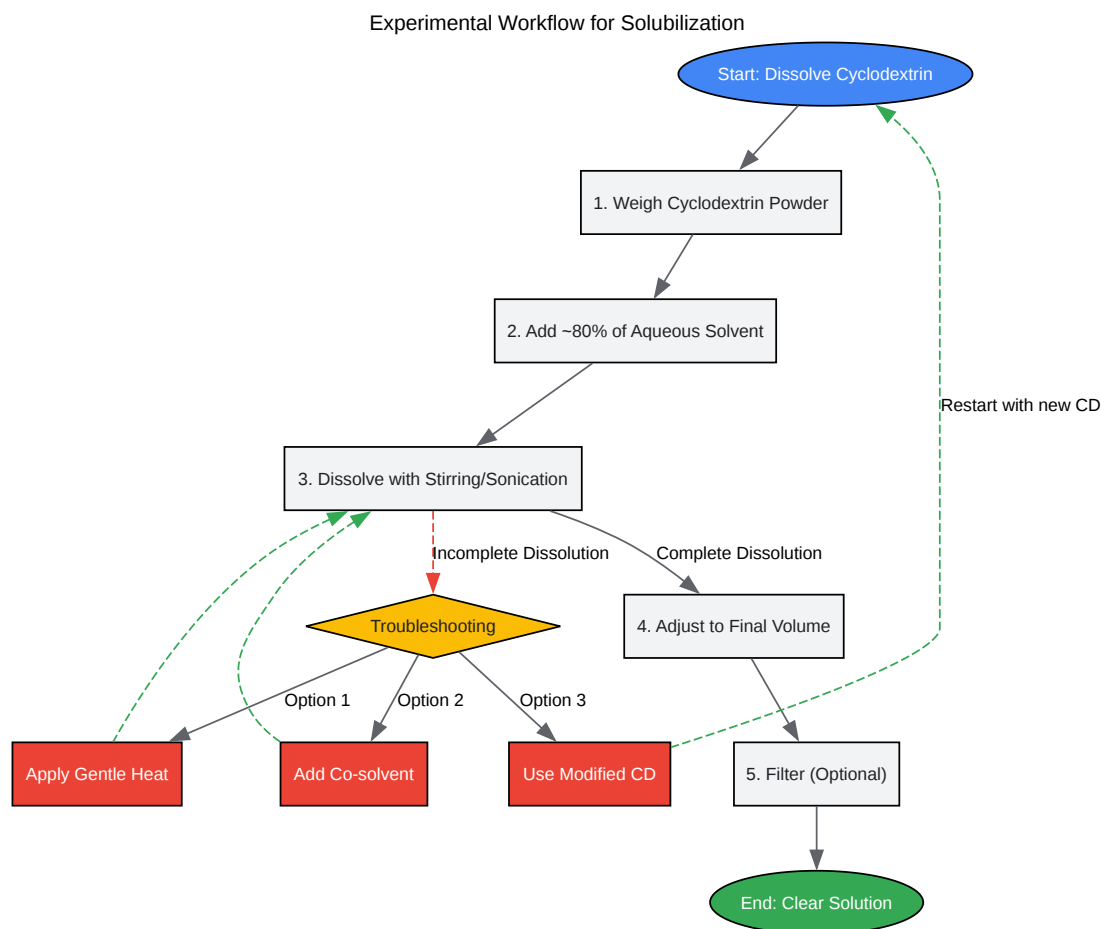 Experimental Workflow for Solubilization
Start: Dissolve Cyclodextrin
1. Weigh Cyclodextrin Powder
2. Add ~80% of Aqueous Solvent
Restart with new CD
3. Dissolve with Stirring/Sonication
Incomplete Dissolution
Complete Dissolution
Troubleshooting
4. Adjust to Final Volume
Option 1
Option 2
Option 3
Apply Gentle Heat
Add Co-solvent
Use Modified CD
5. Filter (Optional)
End: Clear Solution